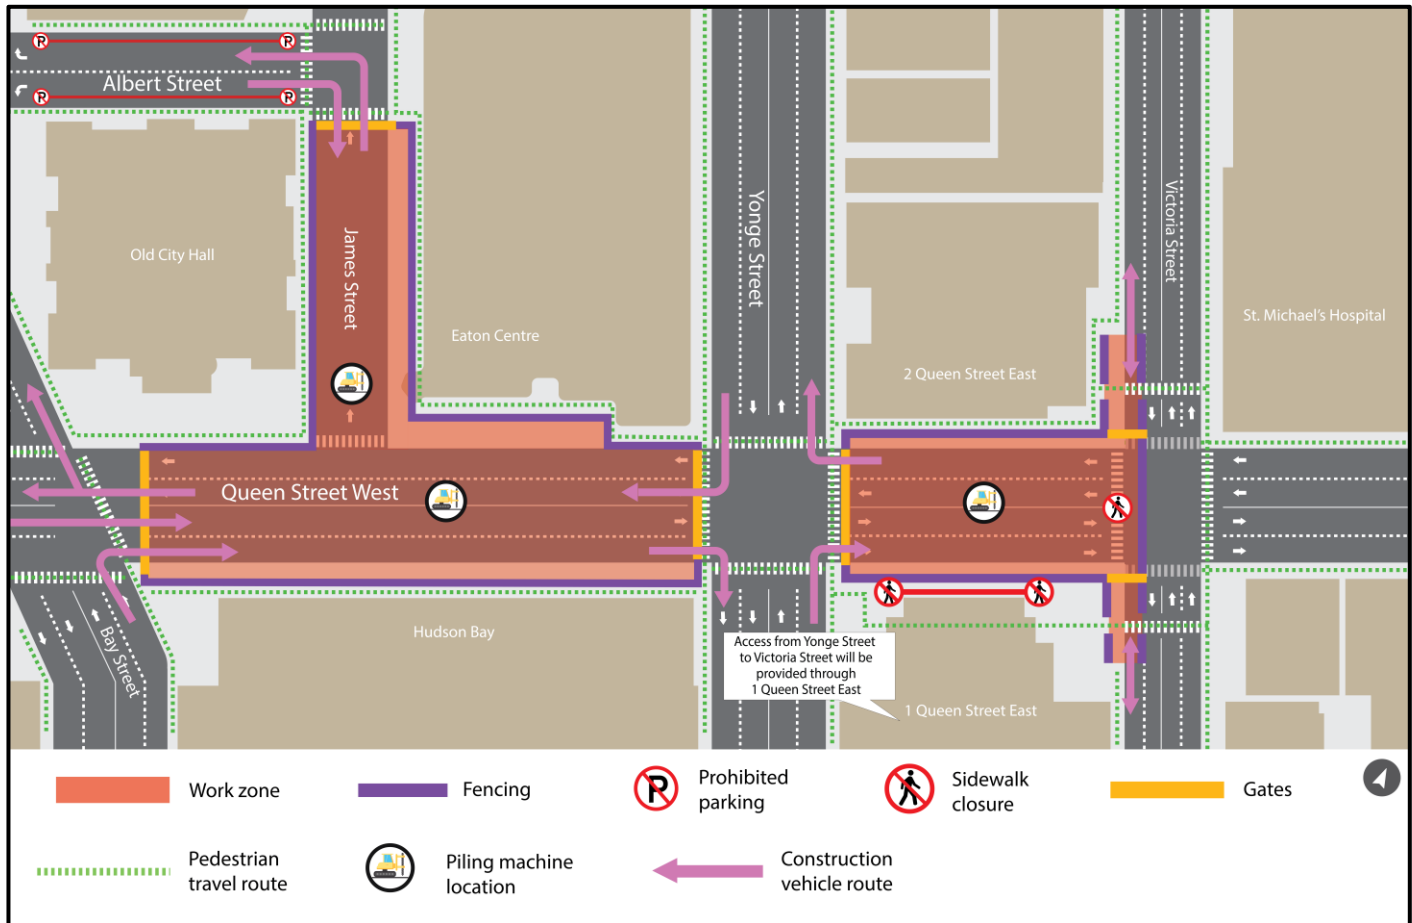 Albert Street
Old City Hall
James Street
Eaton Centre
Yonge Street
Victoria Street
2 Queen Street East
St. Michael's Hospital
Queen Street West
Hudson Bay
Bay Street
Access from Yonge Street
to Victoria Street will be
provided through
1 Queen Street East
1 Queen Street East
Work zone
Fencing
Prohibited
parking
Sidewalk
closure
Gates
Pedestrian
travel route
Piling machine
location
Construction
vehicle route